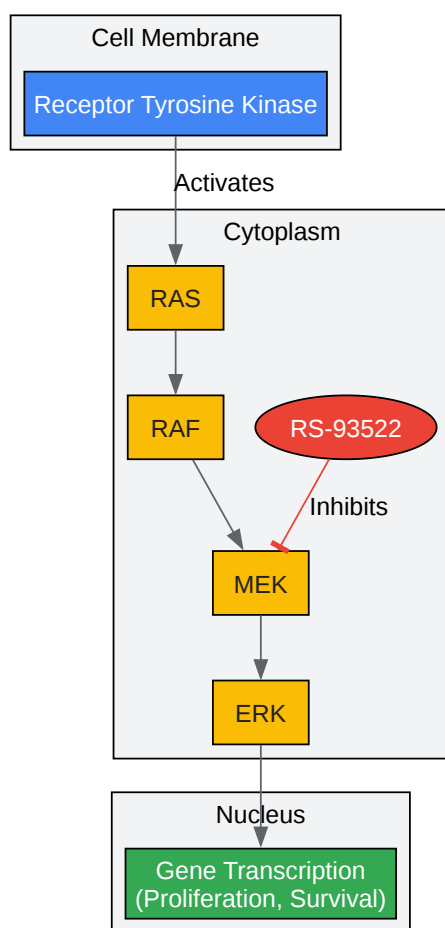 Cell Membrane
Receptor Tyrosine Kinase
Activates
Cytoplasm
RAS
RAF
RS-93522
Inhibits
MEK
ERK
Nucleus
Gene Transcription
(Proliferation, Survival)